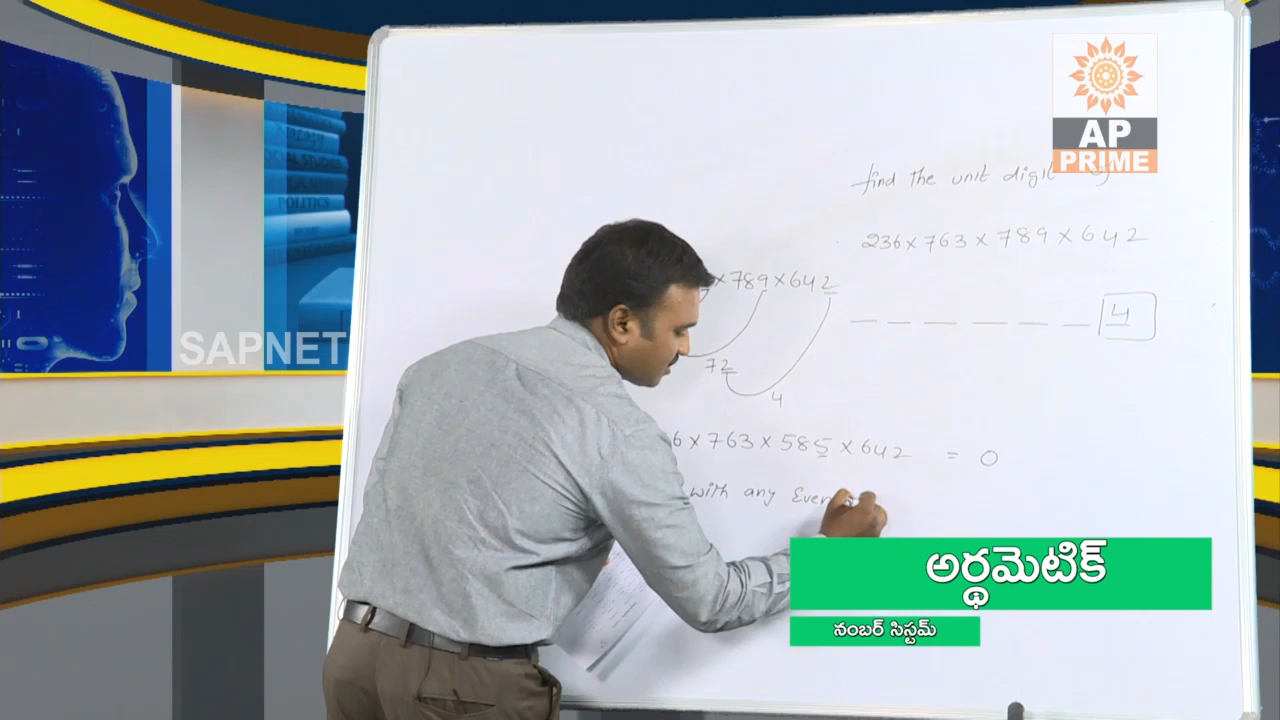 AP
PRIME
find the unit digit of
236 x 763 x 789 x 642
x 789 x 642
4
72
4
6 x 763 x 585 x 642 = 0
with any Even
SAPNET
POLITICS
అర్థమెటిక్
నంబర్ సిస్టమ్